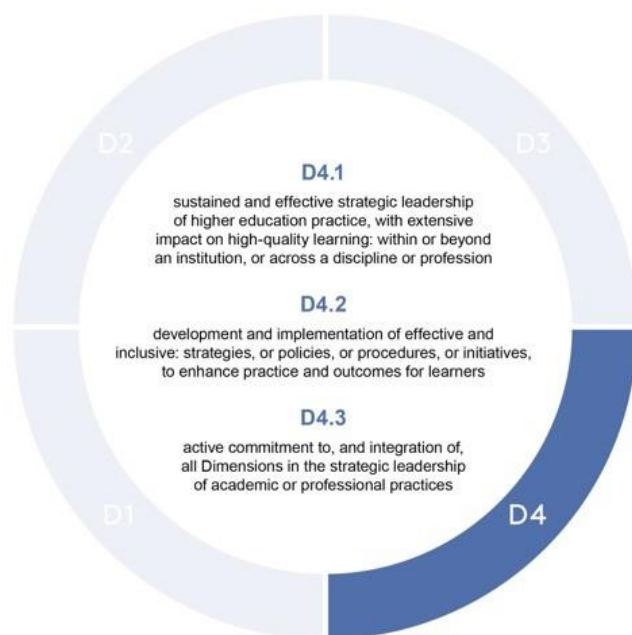 D2
D3
D4.1
sustained and effective strategic leadership
of higher education practice, with extensive
impact on high-quality learning: within or beyond
an institution, or across a discipline or profession
D4.2
development and implementation of effective and
inclusive: strategies, or policies, or procedures, or initiatives,
to enhance practice and outcomes for learners
D4.3
active commitment to, and integration of,
all Dimensions in the strategic leadership
of academic or professional practices
D1
D4